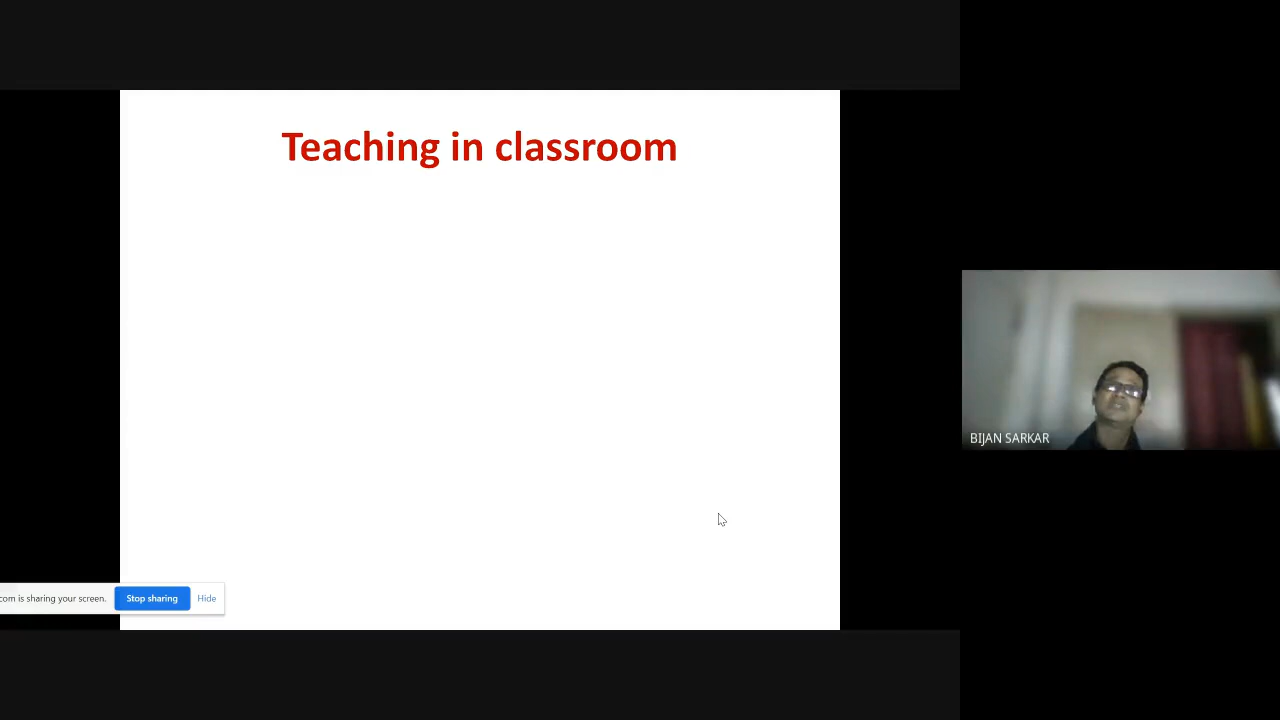 Teaching in classroom
BIJAN SARKAR
com is sharing your screen.
Stop sharing
Hide